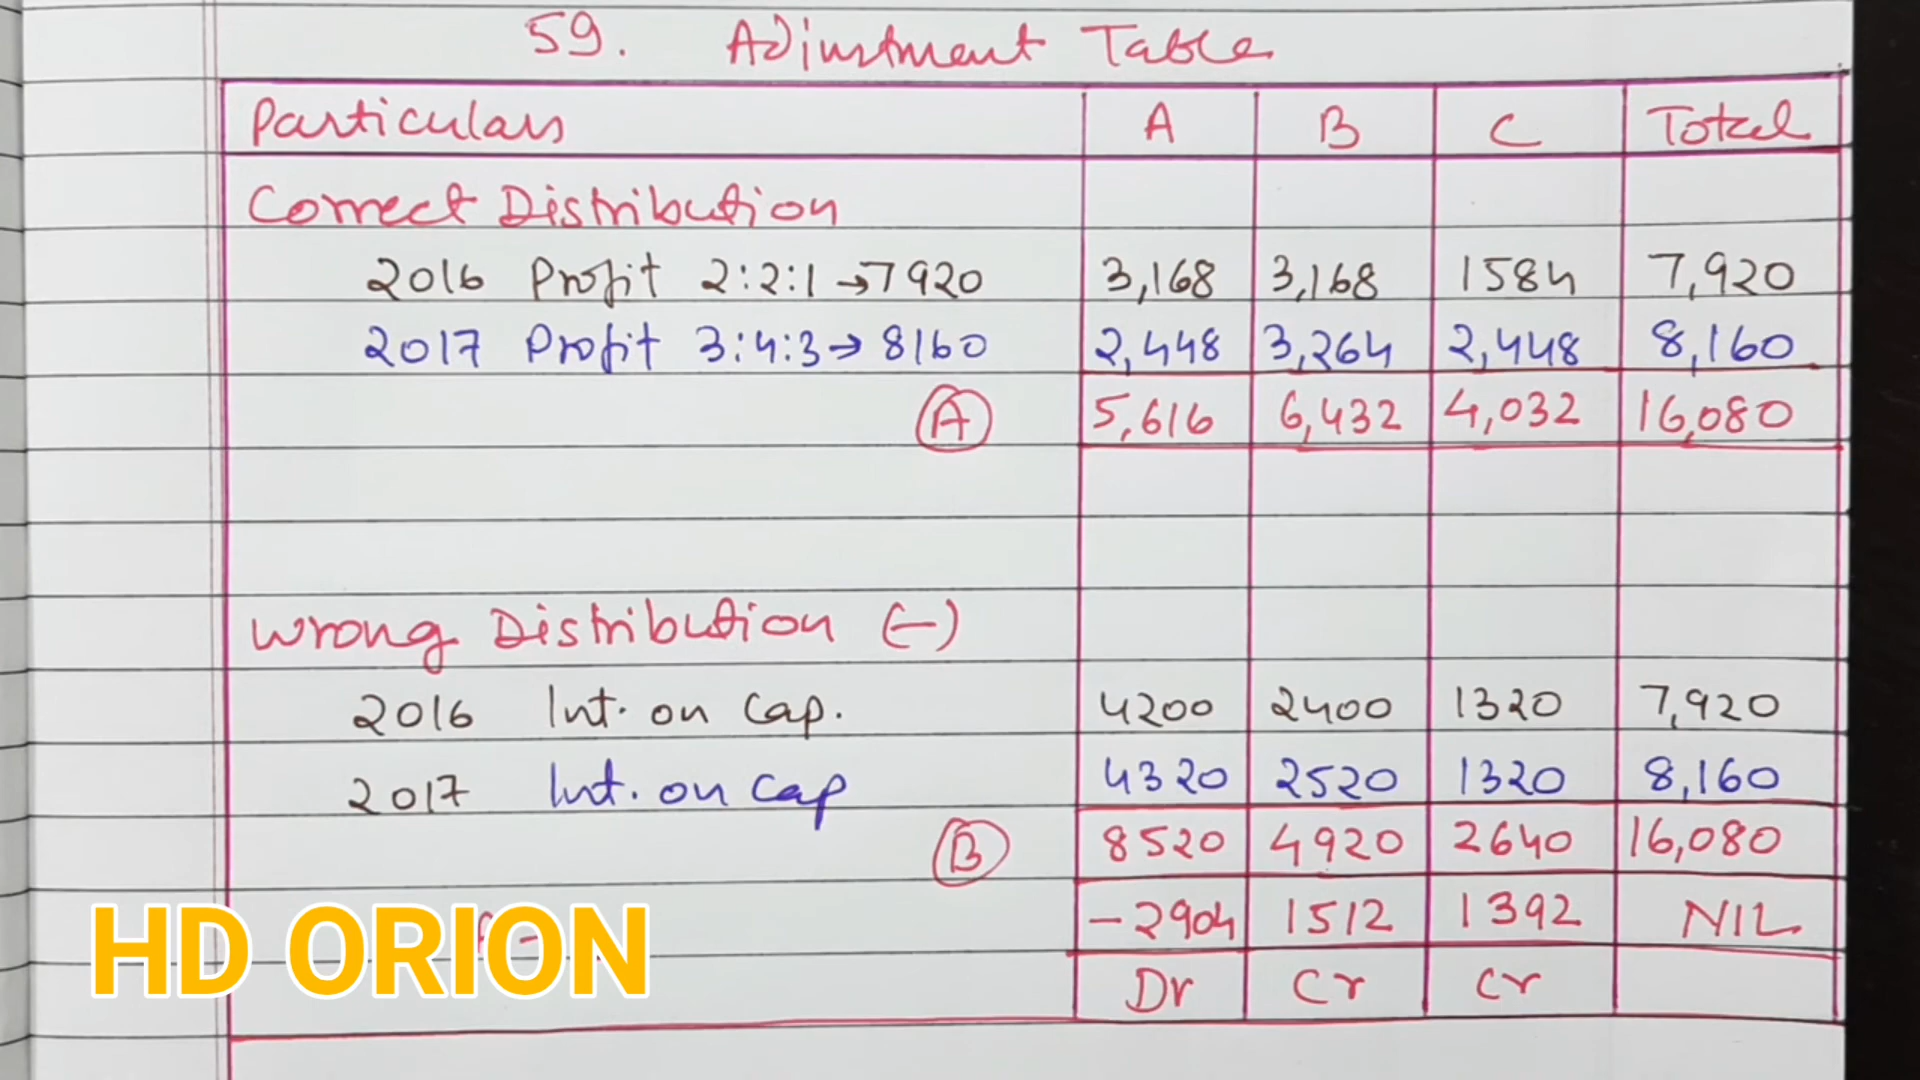 59. Adjustment Table
Particulars A B C Total
Correct Distribution
2016 Profit 2:2:1 → 7920 3,168 3,168 1584 7,920
2017 Profit 3:4:3 → 8160 2,448 3,264 2,448 8,160
A 5,616 6,432 4,032 16,080
Wrong Distribution (-)
2016 Int. on Cap. 4200 2400 1320 7,920
2017 Int. on Cap 4320 2520 1320 8,160
B 8520 4920 2640 16,080
-2904 1512 1392 NIL
Dr Cr Cr
HD ORION